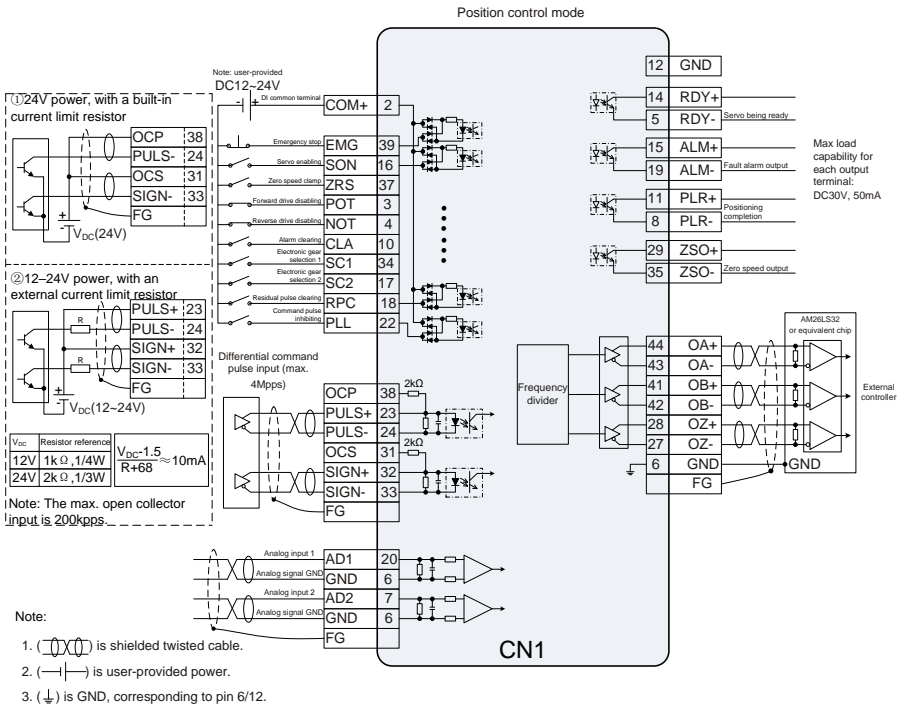 Position control mode
①24V power, with a built-in
current limit resistor
OCP 38
PULS- 24
OCS 31
SIGN- 33
FG
+
V_DC(24V)
②12–24V power, with an
external current limit resistor
PULS+ 23
R PULS- 24
SIGN+ 32
R SIGN- 33
FG
+
V_DC(12~24V)
V_DC Resistor reference
12V 1k Ω ,1/4W
24V 2k Ω ,1/3W
V_DC-1.5
R+68
≈10mA
Note: The max. open collector
input is 200kpps.
Note: user-provided
DC12~24V
- +
DI common terminal COM+ 2
Emergency stop EMG 39
Servo enabling SON 16
Zero speed clamp ZRS 37
Forward drive disabling POT 3
Reverse drive disabling NOT 4
Alarm clearing CLA 10
Electronic gear
selection 1 SC1 34
Electronic gear
selection 2 SC2 17
Residual pulse clearing RPC 18
Command pulse
inhibiting PLL 22
Differential command
pulse input (max.
4Mpps)
OCP 38 2kΩ
PULS+ 23
PULS- 24
OCS 31 2kΩ
SIGN+ 32
SIGN- 33
FG
Analog input 1 AD1 20
Analog signal GND GND 6
Analog input 2 AD2 7
Analog signal GND GND 6
FG
CN1
12 GND
14 RDY+
5 RDY- Servo being ready
15 ALM+
19 ALM- Fault alarm output
11 PLR+
8 PLR- Positioning
completion
29 ZSO+
35 ZSO- Zero speed output
Max load
capability for
each output
terminal:
DC30V, 50mA
Frequency
divider
44 OA+
43 OA-
41 OB+
42 OB-
28 OZ+
27 OZ-
6 GND
FG
AM26LS32
or equivalent chip
GND
External
controller
Note:
1. ( ) is shielded twisted cable.
2. ( ) is user-provided power.
3. ( ) is GND, corresponding to pin 6/12.